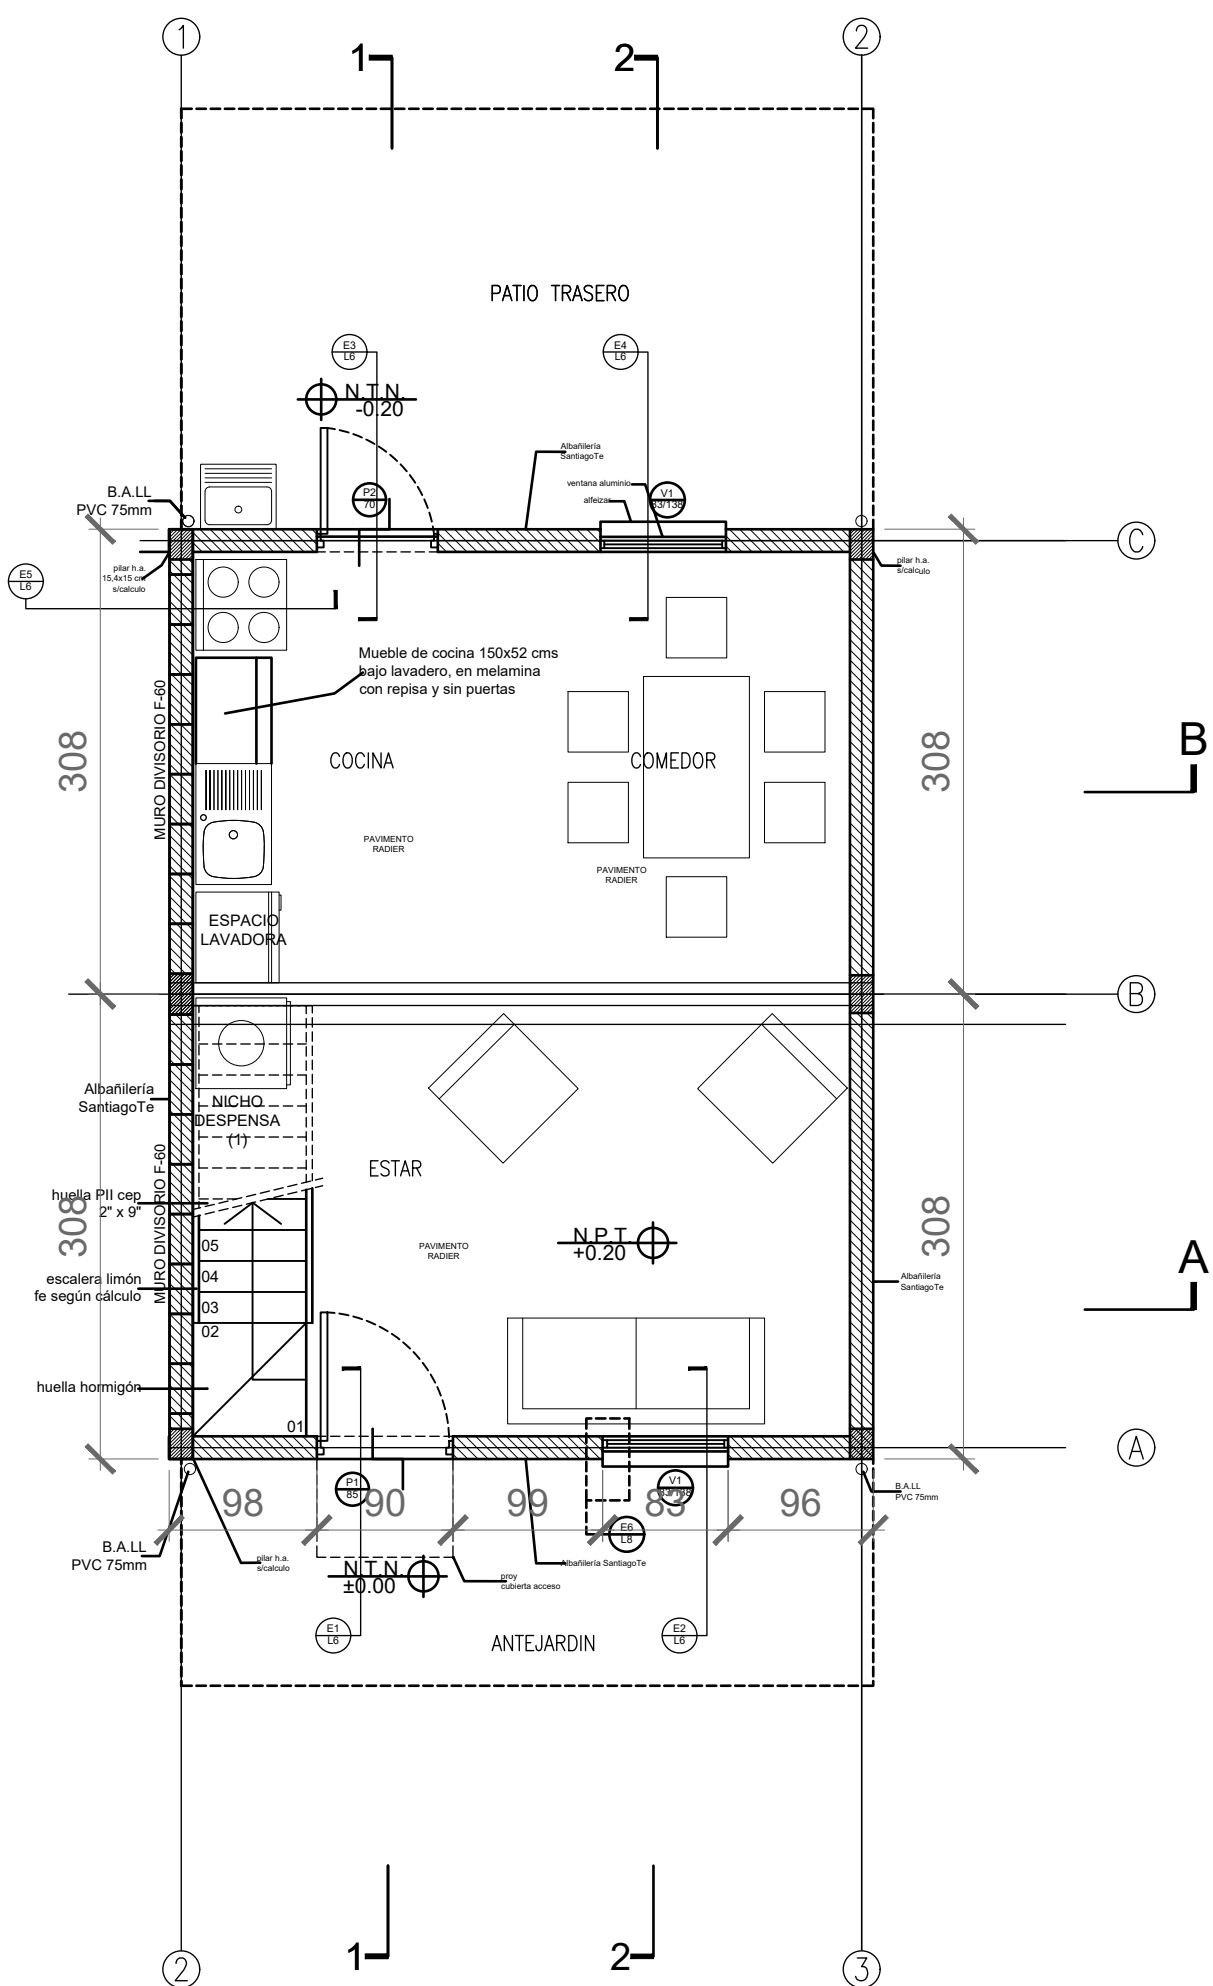 1
2
1
2
PATIO TRASERO
E3
L6
E4
L6
N.T.N.
-0.20
Albañilería
SantiagoTe
ventana aluminio
alfeizar
B.A.LL
PVC 75mm
P2
70
V1
83/138
C
pilar h.a.
15,4x15 cm
s/calculo
pilar h.a.
s/calculo
E5
L6
Mueble de cocina 150x52 cms
bajo lavadero, en melamina
con repisa y sin puertas
MURO DIVISORIO F-60
308
308
COCINA
COMEDOR
B
PAVIMENTO
RADIER
PAVIMENTO
RADIER
ESPACIO
LAVADORA
B
Albañilería
SantiagoTe
NICHO
DESPENSA
(1)
MURO DIVISORIO F-60
ESTAR
huella PII cep
2" x 9"
308
308
05
04
03
02
01
PAVIMENTO
RADIER
N.P.T.
+0.20
A
escalera limón
fe según cálculo
Albañilería
SantiagoTe
huella hormigón
A
P1
85
V1
83/138
98
90
99
83
96
B.A.LL
PVC 75mm
B.A.LL
PVC 75mm
E6
L8
pilar h.a.
s/calculo
N.T.N.
±0.00
proy
cubierta acceso
Albañilería SantiagoTe
E1
L6
E2
L6
ANTEJARDIN
1
2
2
3